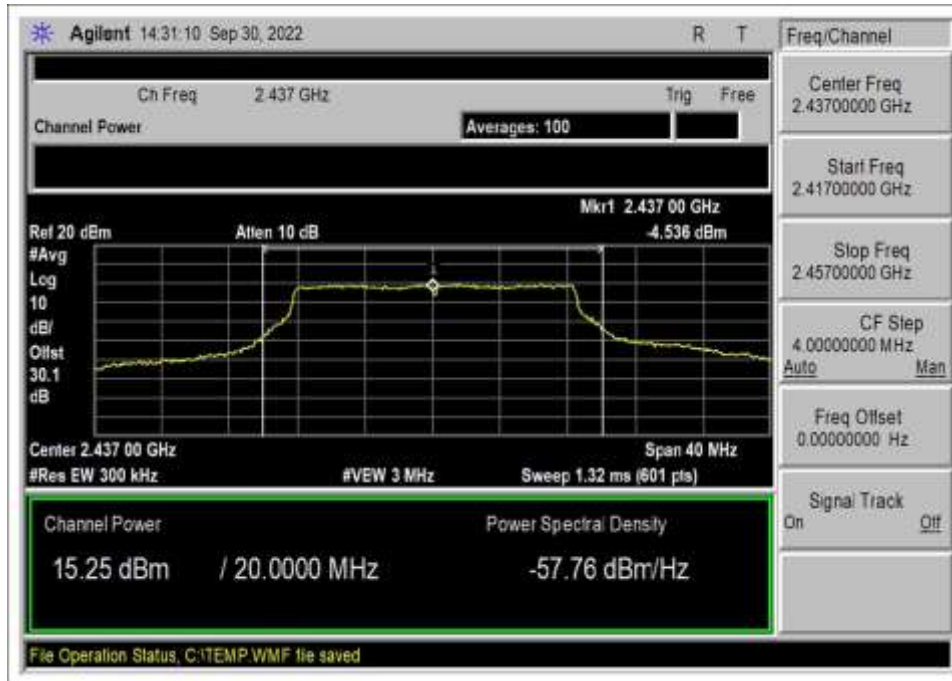 Agilent 14:31:10 Sep 30, 2022 R T
Ch Freq 2.437 GHz Trig Free
Channel Power Averages: 100
Mkr1 2.437 00 GHz
Ref 20 dBm Atten 10 dB -4.536 dBm
#Avg
Log
10
dB/
Offst
30.1
dB
1
Center 2.437 00 GHz Span 40 MHz
#Res BW 300 kHz #VBW 3 MHz Sweep 1.32 ms (601 pts)
Channel Power Power Spectral Density
15.25 dBm / 20.0000 MHz -57.76 dBm/Hz
File Operation Status, C:\TEMP.WMF file saved
Freq/Channel
Center Freq
2.43700000 GHz
Start Freq
2.41700000 GHz
Stop Freq
2.45700000 GHz
CF Step
4.00000000 MHz
Auto Man
Freq Offset
0.00000000 Hz
Signal Track
On Off